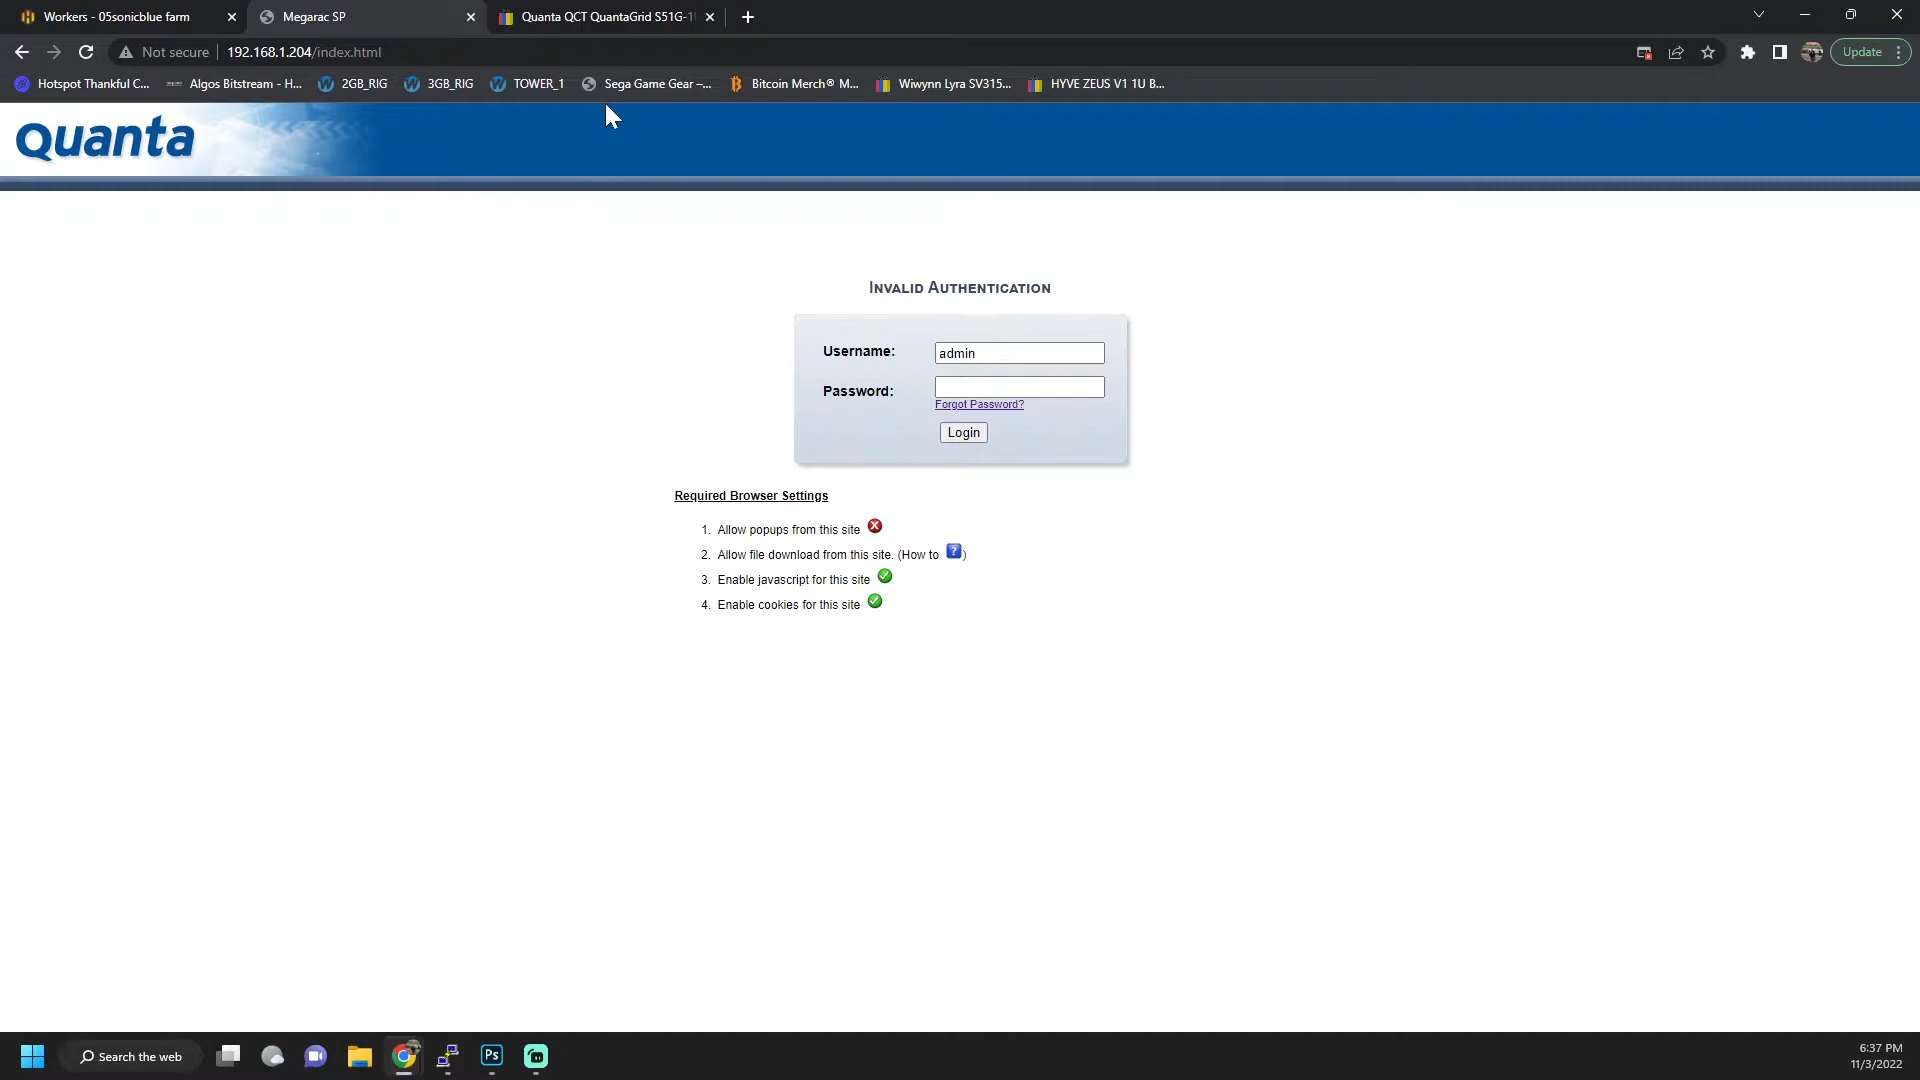 Workers - 05sonicblue farm
Megarac SP
Quanta QCT QuantaGrid S51G-1
Not secure
192.168.1.204/index.html
Update
Hotspot Thankful C...
Algos Bitstream - H...
2GB_RIG
3GB_RIG
TOWER_1
Sega Game Gear –...
Bitcoin Merch® M...
Wiwynn Lyra SV315...
HYVE ZEUS V1 1U B...
Quanta
Invalid Authentication
Username:
admin
Password:
Forgot Password?
Login
Required Browser Settings
1. Allow popups from this site
2. Allow file download from this site. (How to ? )
3. Enable javascript for this site
4. Enable cookies for this site
Search the web
Ps
6:37 PM
11/3/2022